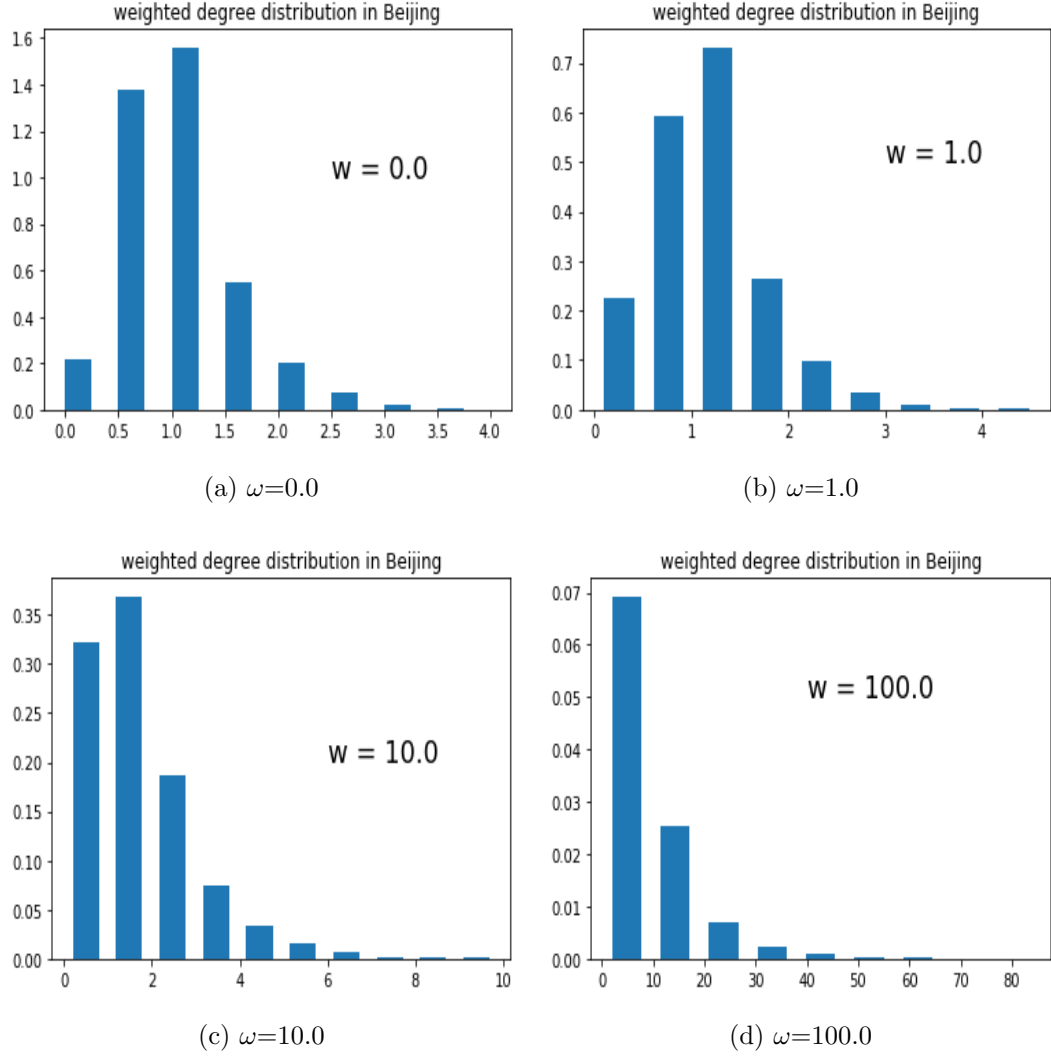 weighted degree distribution in Beijing
1.6
1.4
1.2
1.0
0.8
0.6
0.4
0.2
0.0
w = 0.0
0.0 0.5 1.0 1.5 2.0 2.5 3.0 3.5 4.0
(a) ω=0.0
weighted degree distribution in Beijing
0.7
0.6
0.5
0.4
0.3
0.2
0.1
0.0
w = 1.0
0 1 2 3 4
(b) ω=1.0
weighted degree distribution in Beijing
0.35
0.30
0.25
0.20
0.15
0.10
0.05
0.00
w = 10.0
0 2 4 6 8 10
(c) ω=10.0
weighted degree distribution in Beijing
0.07
0.06
0.05
0.04
0.03
0.02
0.01
0.00
w = 100.0
0 10 20 30 40 50 60 70 80
(d) ω=100.0